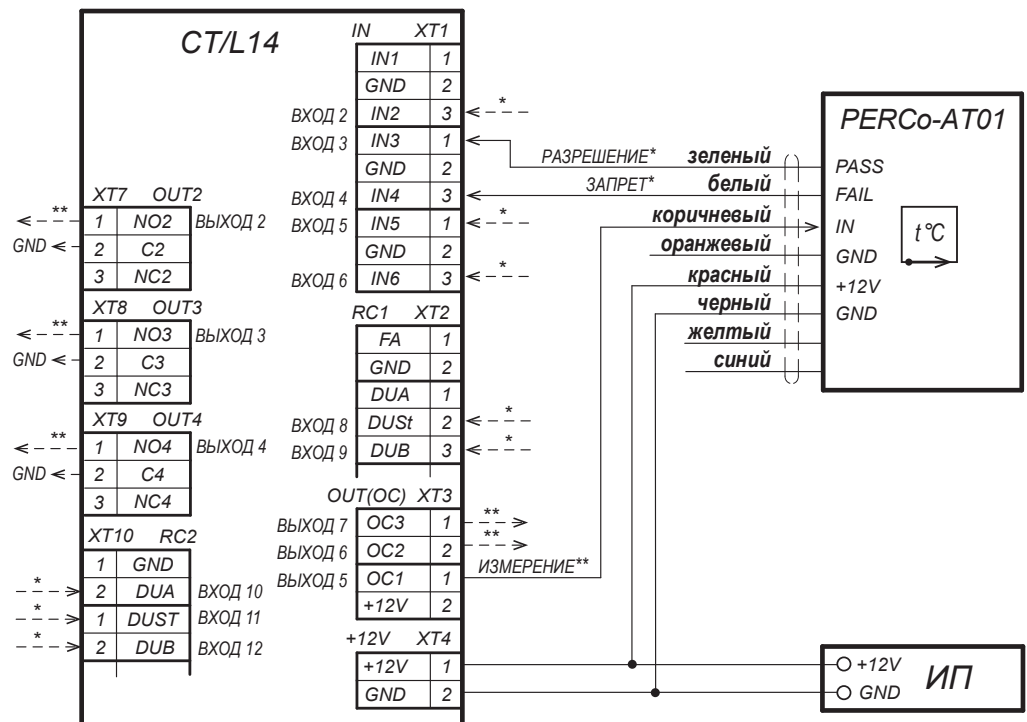 CT/L14
IN XT1
IN1 1
GND 2
ВХОД 2 IN2 3 *
ВХОД 3 IN3 1
GND 2
ВХОД 4 IN4 3
ВХОД 5 IN5 1 *
GND 2
ВХОД 6 IN6 3 *
RC1 XT2
FA 1
GND 2
DUA 1
ВХОД 8 DUSt 2 *
ВХОД 9 DUB 3 *
OUT(OC) XT3
ВЫХОД 7 OC3 1 **
ВЫХОД 6 OC2 2 **
ВЫХОД 5 OC1 1 ИЗМЕРЕНИЕ**
+12V 2
+12V XT4
+12V 1
GND 2
XT7 OUT2
** 1 NO2 ВЫХОД 2
GND 2 C2
3 NC2
XT8 OUT3
** 1 NO3 ВЫХОД 3
GND 2 C3
3 NC3
XT9 OUT4
** 1 NO4 ВЫХОД 4
GND 2 C4
3 NC4
XT10 RC2
1 GND
* 2 DUA ВХОД 10
* 1 DUST ВХОД 11
* 2 DUB ВХОД 12
PERCo-AT01
РАЗРЕШЕНИЕ* зеленый PASS
ЗАПРЕТ* белый FAIL
коричневый IN
оранжевый GND
красный +12V
черный GND
желтый
синий
t°C
+12V
GND
ИП